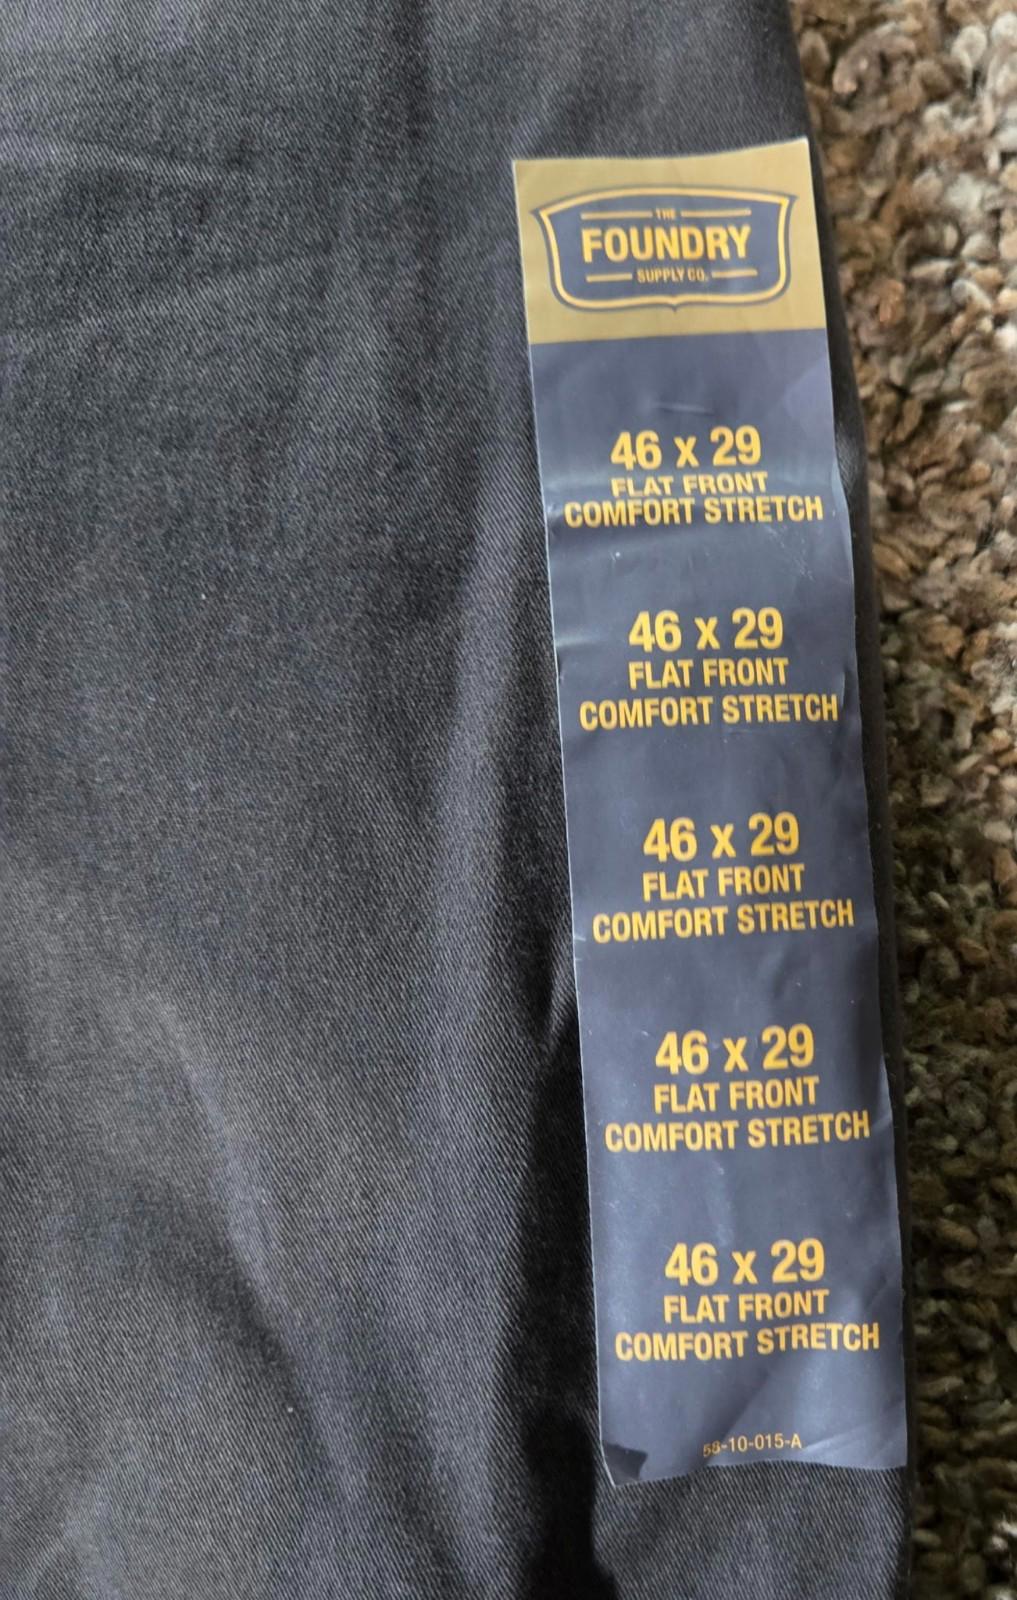 THE
FOUNDRY
SUPPLY CO.
46 x 29
FLAT FRONT
COMFORT STRETCH
46 x 29
FLAT FRONT
COMFORT STRETCH
46 x 29
FLAT FRONT
COMFORT STRETCH
46 x 29
FLAT FRONT
COMFORT STRETCH
46 x 29
FLAT FRONT
COMFORT STRETCH
58-10-015-A